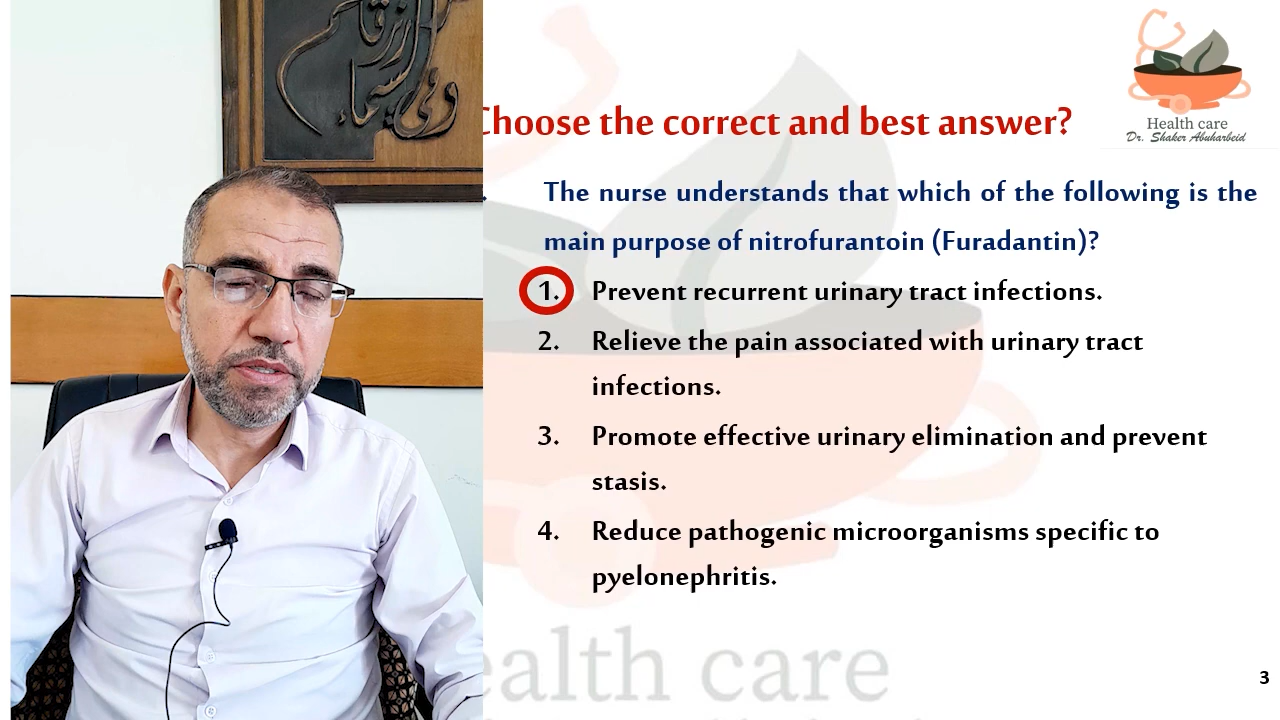 Health care
Dr. Shaker Abuharbeid
Choose the correct and best answer?
The nurse understands that which of the following is the
main purpose of nitrofurantoin (Furadantin)?
1. Prevent recurrent urinary tract infections.
2. Relieve the pain associated with urinary tract
infections.
3. Promote effective urinary elimination and prevent
stasis.
4. Reduce pathogenic microorganisms specific to
pyelonephritis.
ealth care
3